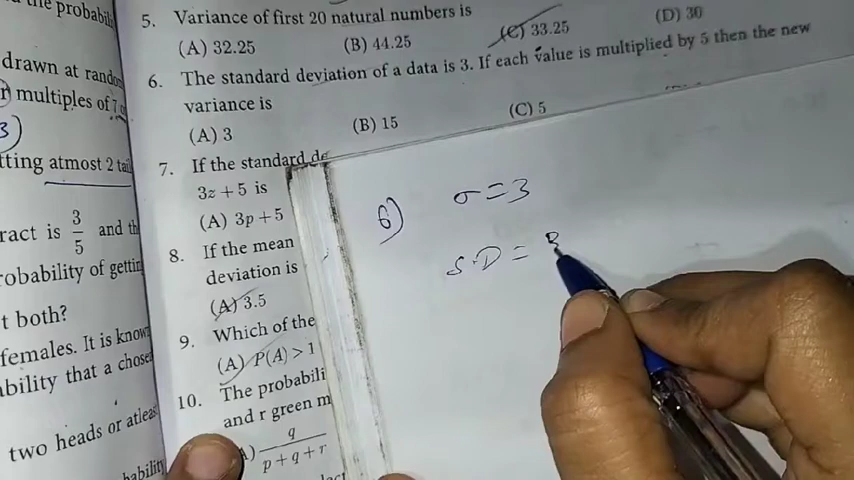 the probabil
drawn at random
r multiples of 7
3)
tting atmost 2 tail
ract is 3/5 and th
obability of gettin
t both?
females. It is known
ability that a chose
two heads or atleas
bability
5. Variance of first 20 natural numbers is
(A) 32.25 (B) 44.25 (C) 33.25 (D) 30
6. The standard deviation of a data is 3. If each value is multiplied by 5 then the new
variance is
(A) 3 (B) 15 (C) 5
7. If the standard de
3z + 5 is
(A) 3p + 5
8. If the mean
deviation is
(A) 3.5
9. Which of the
(A) P(A) > 1
10. The probabili
and r green m
) q/(p + q + r)
6) σ = 3
S.D =